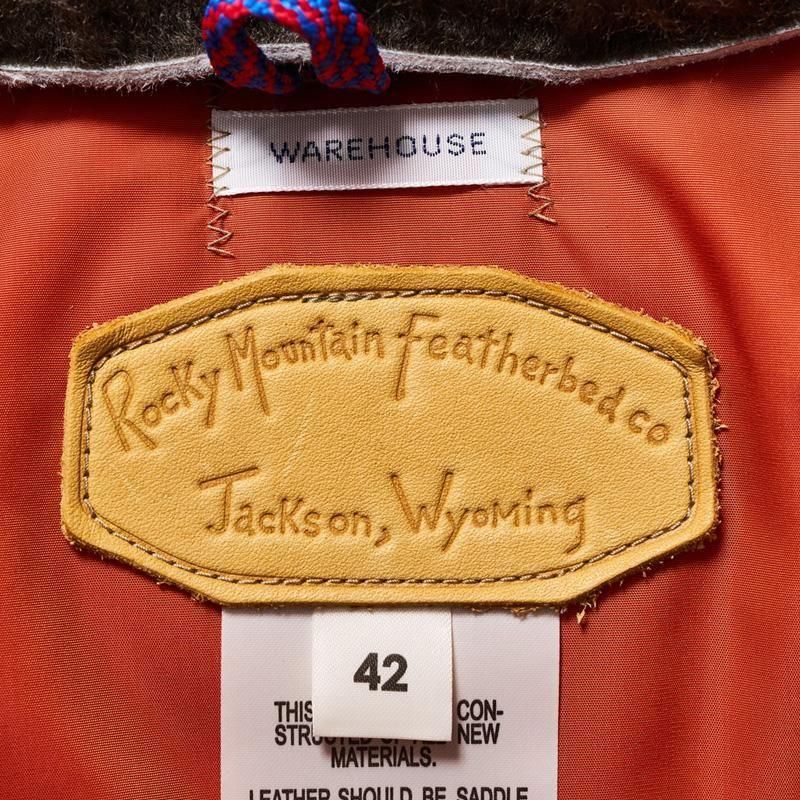 WAREHOUSE
Rocky Mountain Featherbed co
Jackson, Wyoming
42
THIS CON-
STRUCTED NEW
MATERIALS.
LEATHER SHOULD BE SADDLE